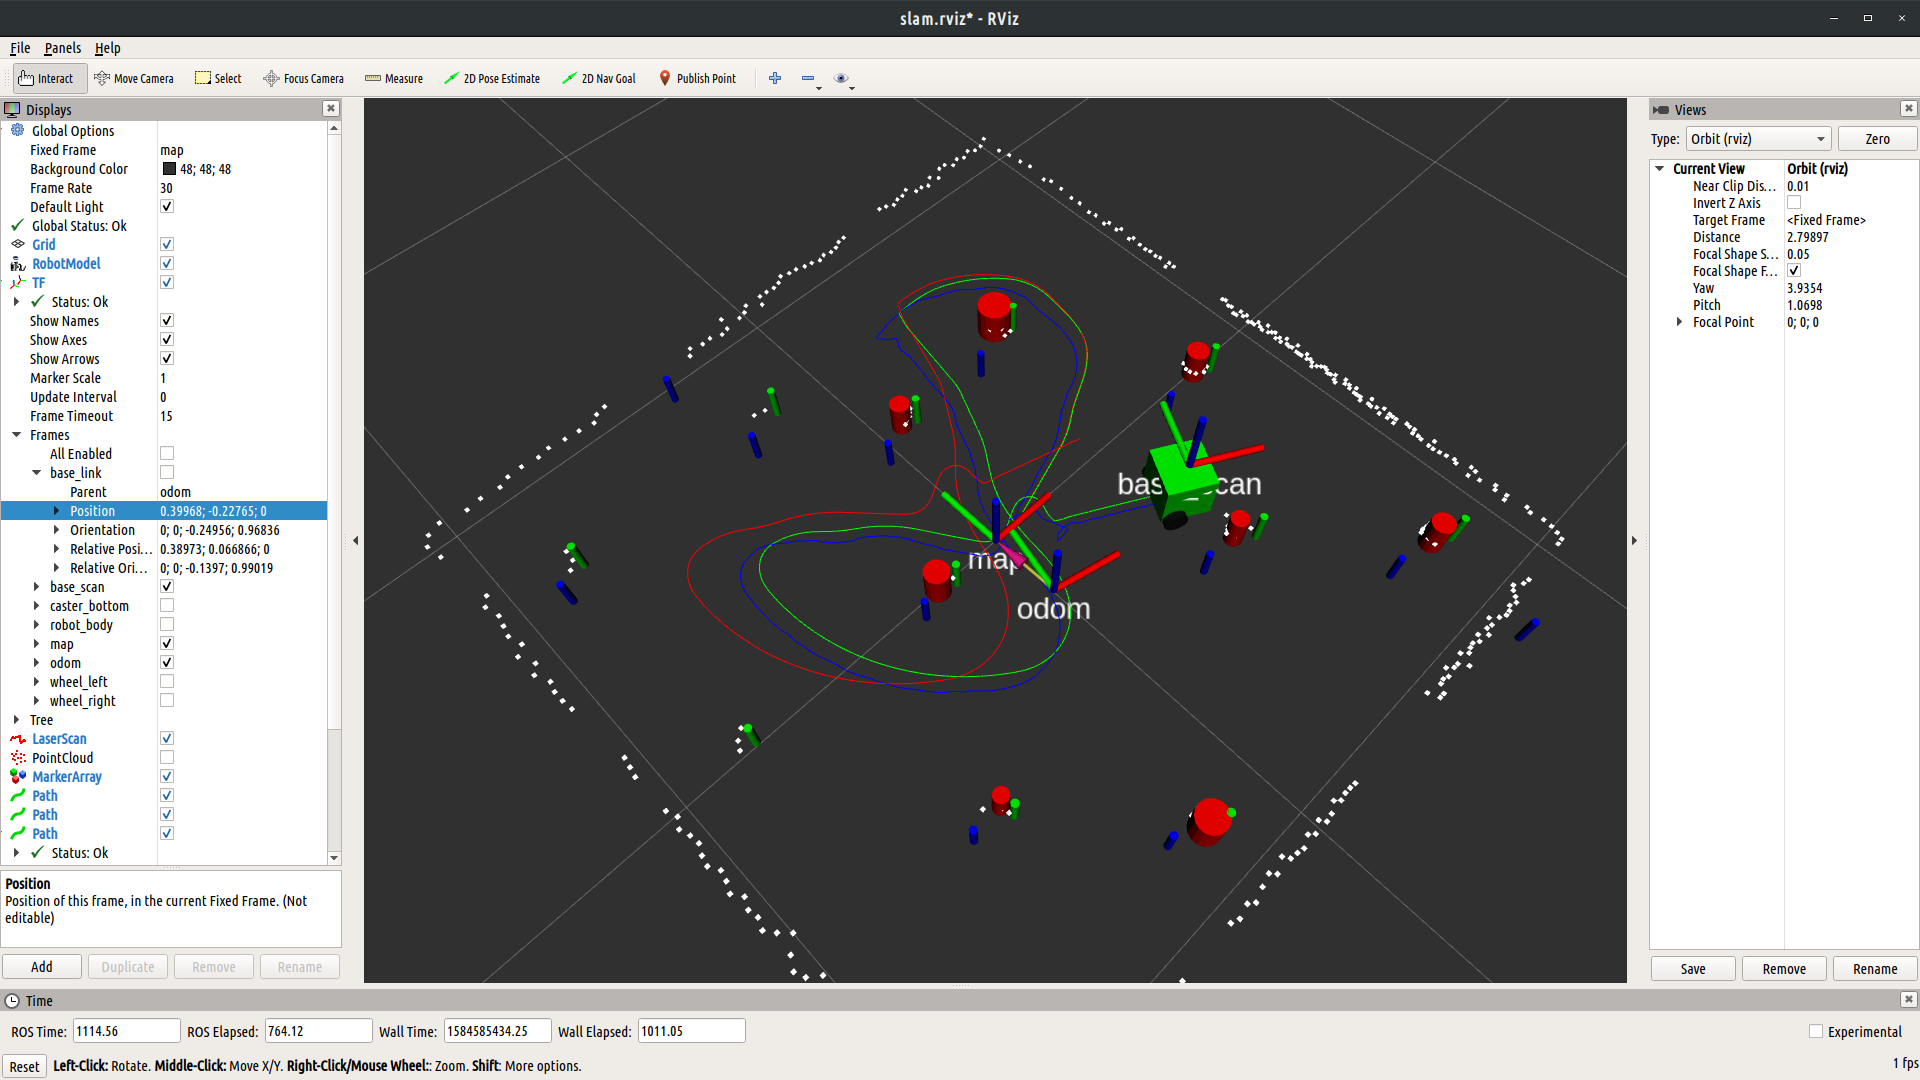 slam.rviz* - RViz
File Panels Help
Interact Move Camera Select Focus Camera Measure 2D Pose Estimate 2D Nav Goal Publish Point
Displays
Global Options
Fixed Frame map
Background Color 48; 48; 48
Frame Rate 30
Default Light
Global Status: Ok
Grid
RobotModel
TF
Status: Ok
Show Names
Show Axes
Show Arrows
Marker Scale 1
Update Interval 0
Frame Timeout 15
Frames
All Enabled
base_link
Parent odom
Position 0.39968; -0.22765; 0
Orientation 0; 0; -0.24956; 0.96836
Relative Posi... 0.38973; 0.066866; 0
Relative Ori... 0; 0; -0.1397; 0.99019
base_scan
caster_bottom
robot_body
map
odom
wheel_left
wheel_right
Tree
LaserScan
PointCloud
MarkerArray
Path
Path
Path
Status: Ok
Position
Position of this frame, in the current Fixed Frame. (Not
editable)
Add Duplicate Remove Rename
map
odom
Views
Type: Orbit (rviz) Zero
Current View Orbit (rviz)
Near Clip Dis... 0.01
Invert Z Axis
Target Frame <Fixed Frame>
Distance 2.79897
Focal Shape S... 0.05
Focal Shape F...
Yaw 3.9354
Pitch 1.0698
Focal Point 0; 0; 0
Save Remove Rename
Time
ROS Time: 1114.56 ROS Elapsed: 764.12 Wall Time: 1584585434.25 Wall Elapsed: 1011.05 Experimental
Reset Left-Click: Rotate. Middle-Click: Move X/Y. Right-Click/Mouse Wheel:: Zoom. Shift: More options. 1 fps